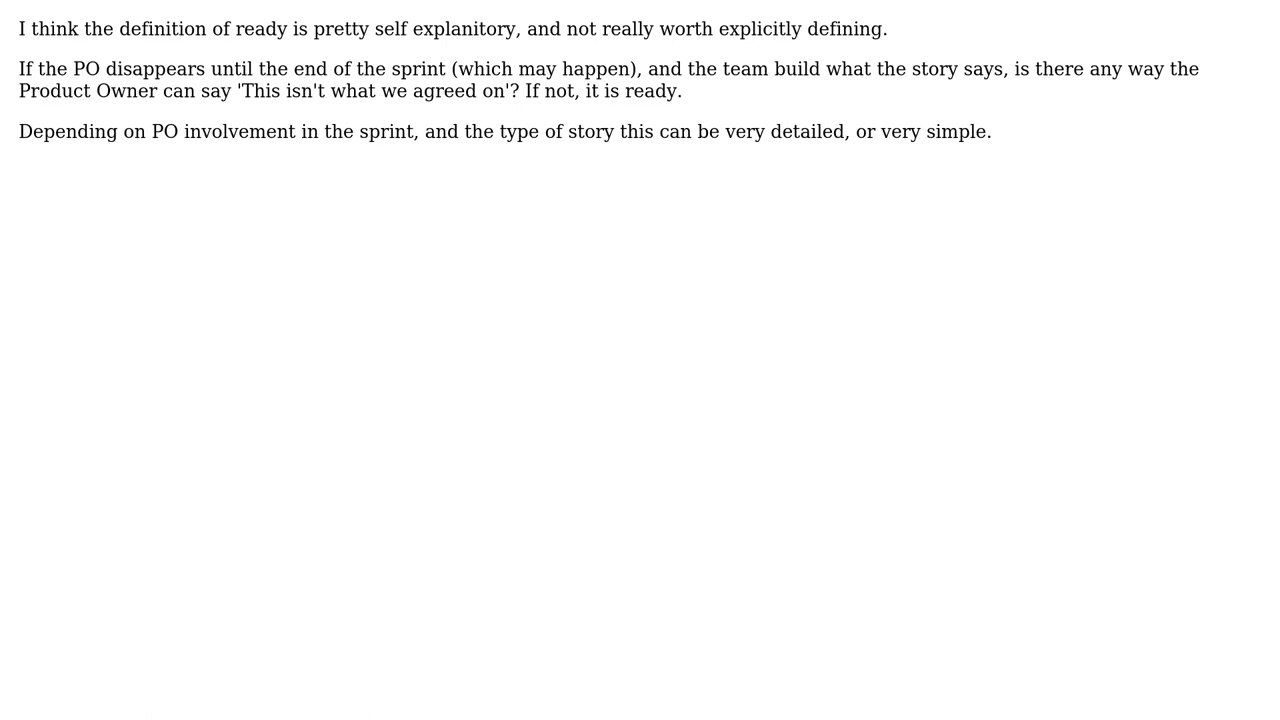 I think the definition of ready is pretty self explanitory, and not really worth explicitly defining.
If the PO disappears until the end of the sprint (which may happen), and the team build what the story says, is there any way the
Product Owner can say 'This isn't what we agreed on'? If not, it is ready.
Depending on PO involvement in the sprint, and the type of story this can be very detailed, or very simple.